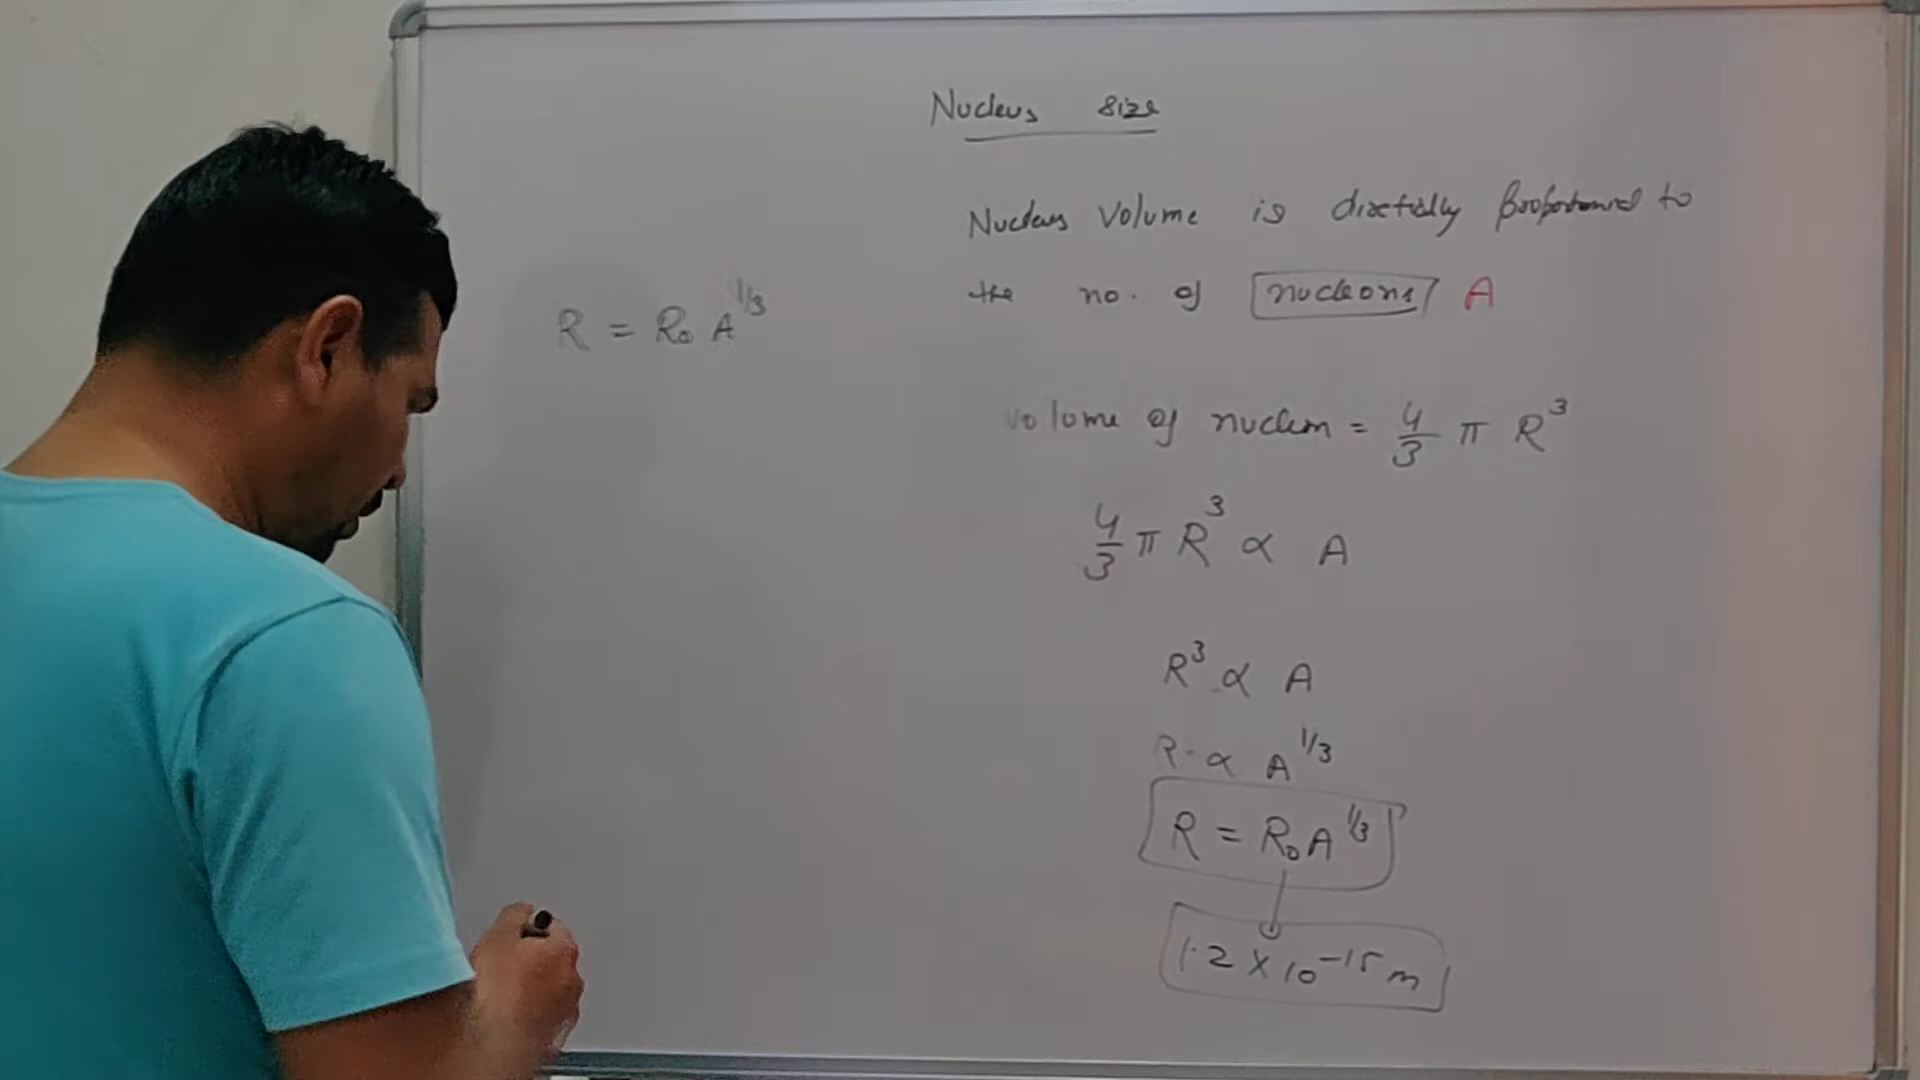 Nucleus size
Nucleus Volume is directially proportional to
the no. of nucleons A
R = R₀ A^1/3
volume of nucleus = 4/3 π R³
4/3 π R³ ∝ A
R³ ∝ A
R ∝ A^1/3
R = R₀ A^1/3
1.2 × 10⁻¹⁵ m